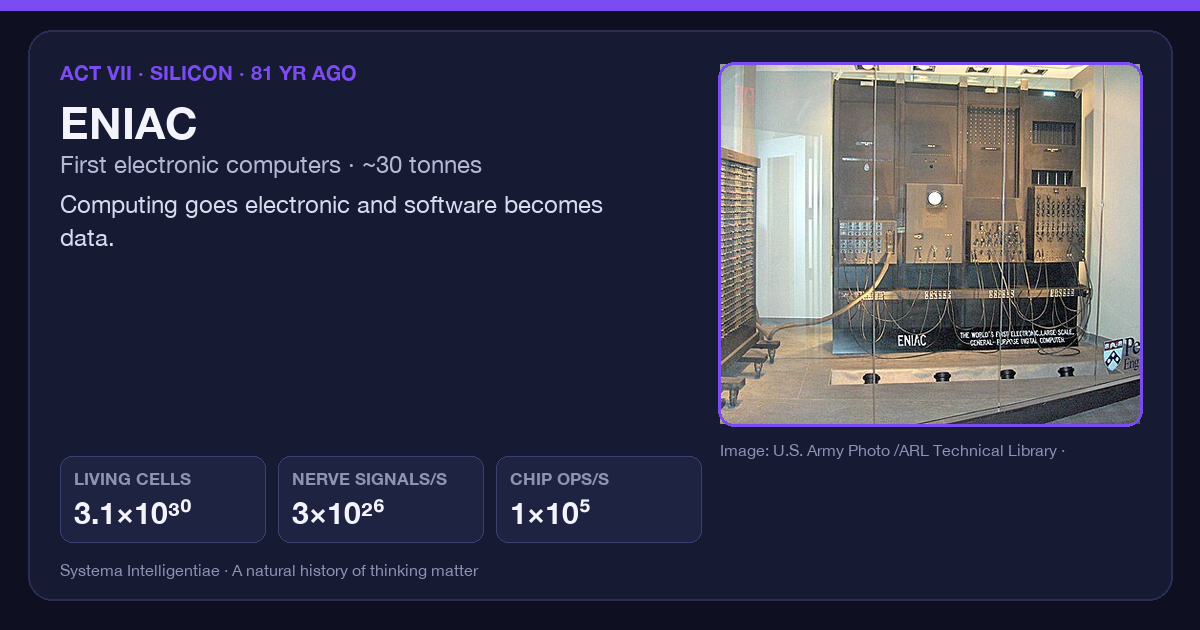 ACT VII · SILICON · 81 YR AGO
ENIAC
First electronic computers · ~30 tonnes
Computing goes electronic and software becomes
data.
ENIAC
THE WORLD'S FIRST ELECTRONIC, LARGE-SCALE,
GENERAL-PURPOSE DIGITAL COMPUTER
Image: U.S. Army Photo /ARL Technical Library ·
LIVING CELLS
3.1×10³⁰
NERVE SIGNALS/S
3×10²⁶
CHIP OPS/S
1×10⁵
Systema Intelligentiae · A natural history of thinking matter